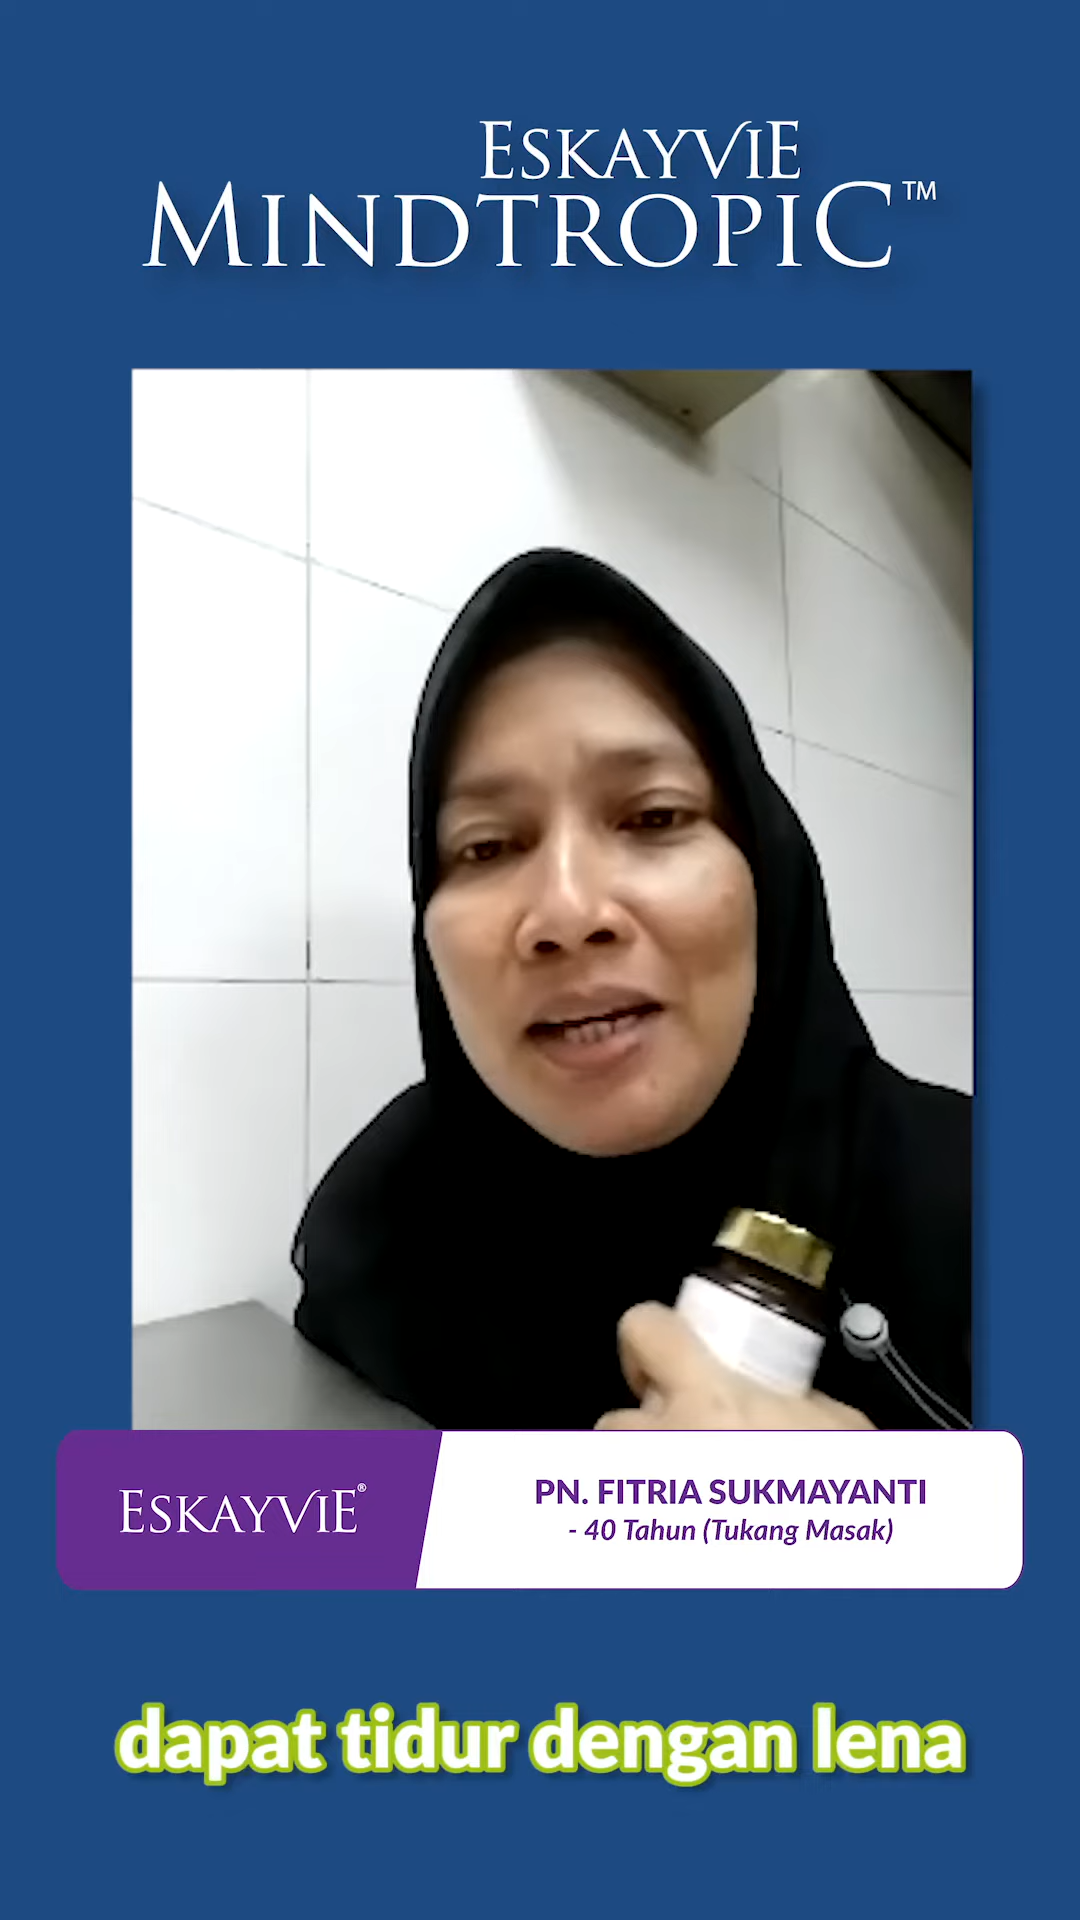 ESKAYVIE
MINDTROPIC™
ESKAYVIE®
PN. FITRIA SUKMAYANTI
- 40 Tahun (Tukang Masak)
dapat tidur dengan lena